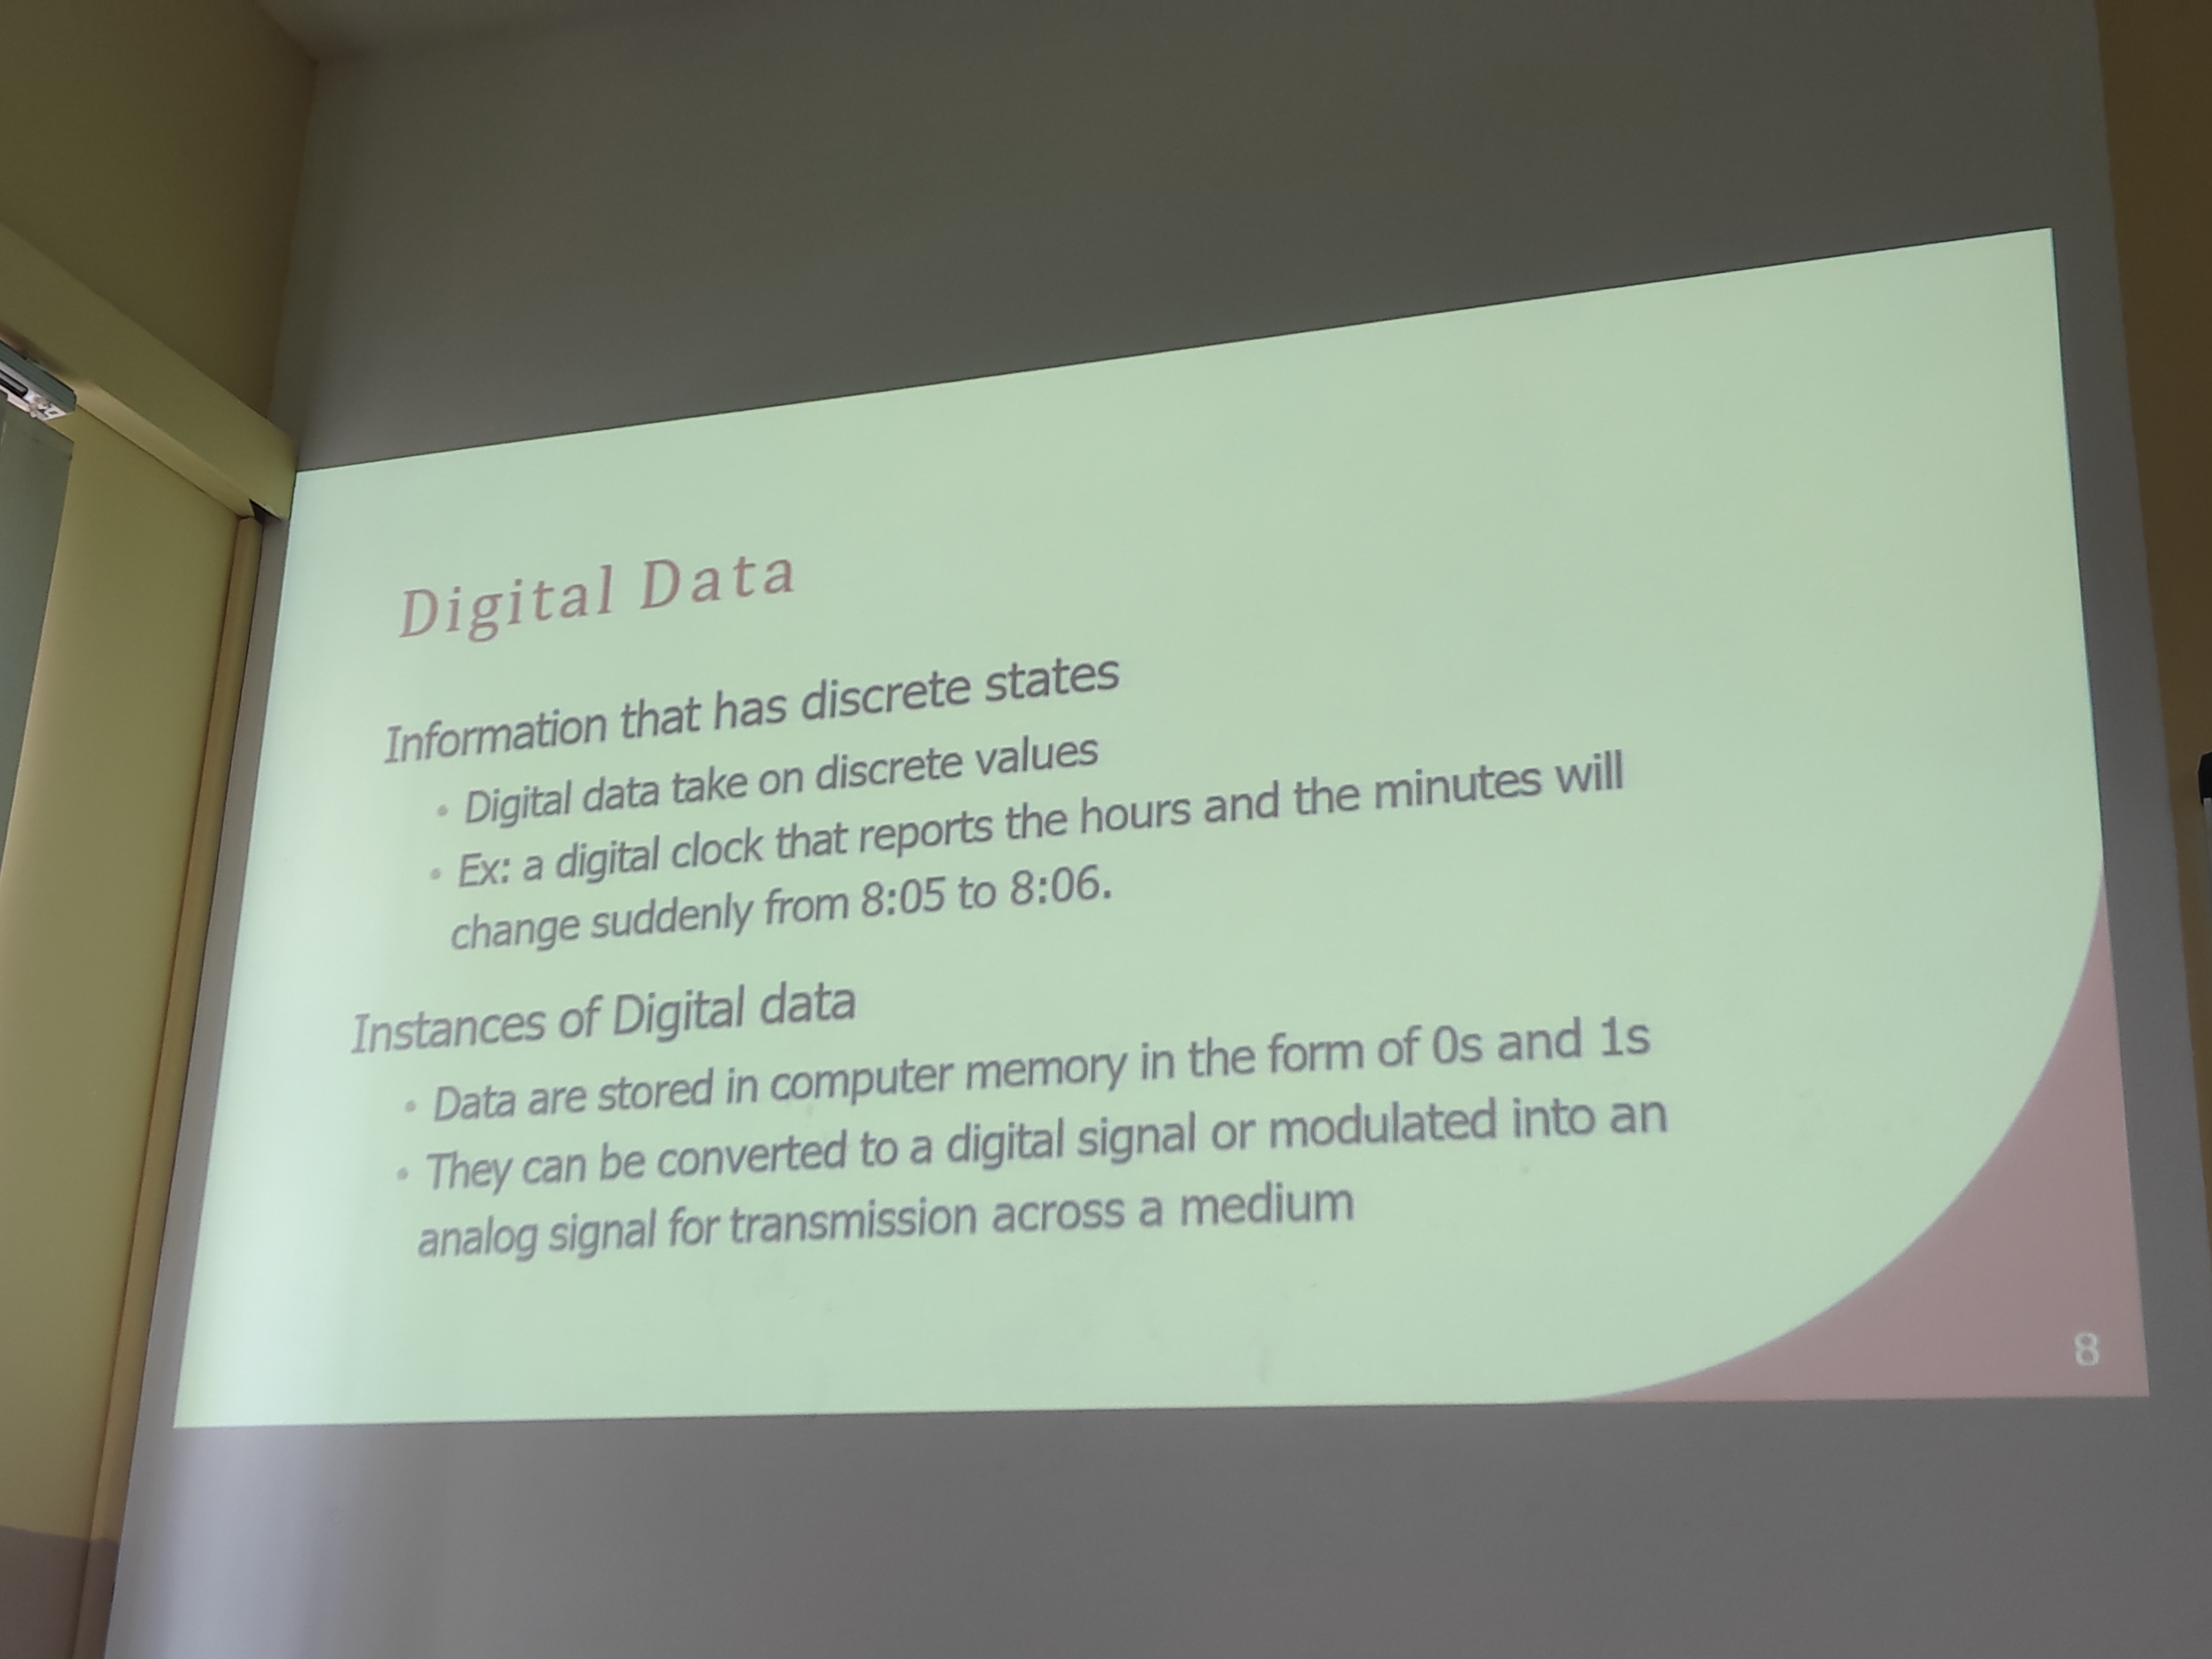 Digital Data
Information that has discrete states
• Digital data take on discrete values
• Ex: a digital clock that reports the hours and the minutes will
change suddenly from 8:05 to 8:06.
Instances of Digital data
• Data are stored in computer memory in the form of 0s and 1s
• They can be converted to a digital signal or modulated into an
analog signal for transmission across a medium
8